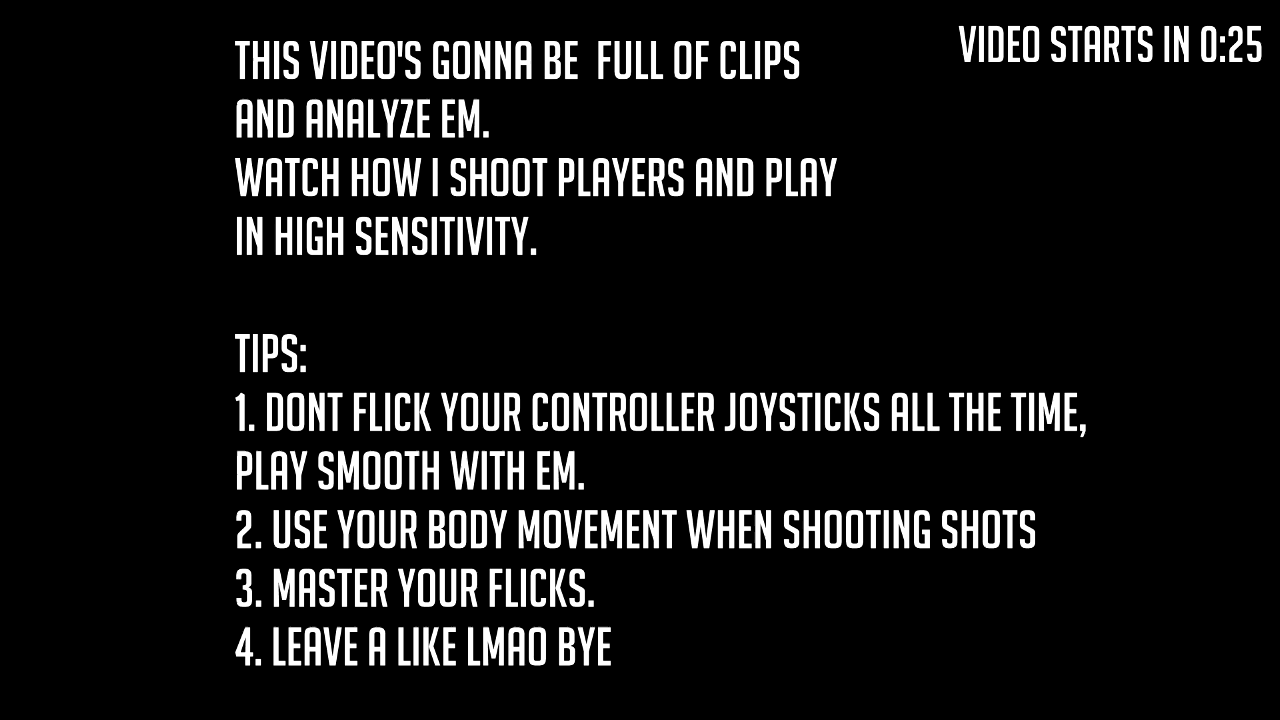 VIDEO STARTS IN 0:25
THIS VIDEO'S GONNA BE  FULL OF CLIPS
AND ANALYZE EM.
WATCH HOW I SHOOT PLAYERS AND PLAY
IN HIGH SENSITIVITY.
TIPS:
1. DONT FLICK YOUR CONTROLLER JOYSTICKS ALL THE TIME,
PLAY SMOOTH WITH EM.
2. USE YOUR BODY MOVEMENT WHEN SHOOTING SHOTS
3. MASTER YOUR FLICKS.
4. LEAVE A LIKE LMAO BYE